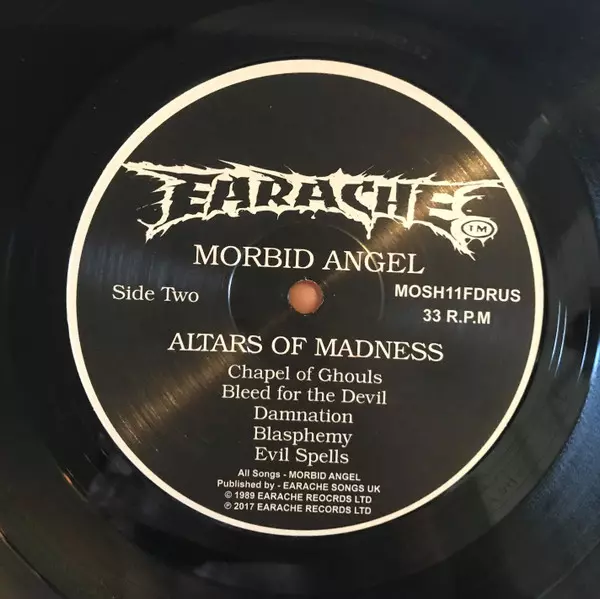 EARACHE TM
MORBID ANGEL
Side Two
MOSH11FDRUS
33 R.P.M
ALTARS OF MADNESS
Chapel of Ghouls
Bleed for the Devil
Damnation
Blasphemy
Evil Spells
All Songs - MORBID ANGEL
Published by - EARACHE SONGS UK
© 1989 EARACHE REOCRDS LTD
℗ 2017 EARACHE RECORDS LTD